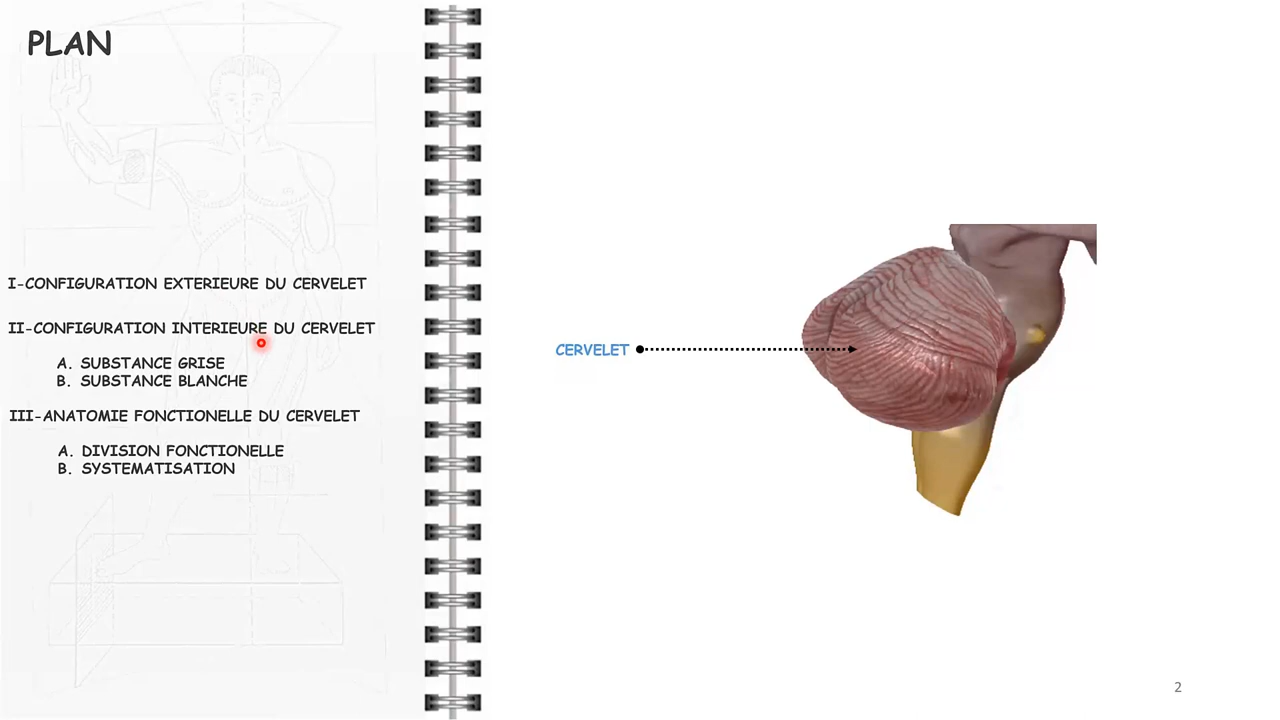 PLAN
I-CONFIGURATION EXTERIEURE DU CERVELET
II-CONFIGURATION INTERIEURE DU CERVELET
A. SUBSTANCE GRISE
B. SUBSTANCE BLANCHE
III-ANATOMIE FONCTIONELLE DU CERVELET
A. DIVISION FONCTIONELLE
B. SYSTEMATISATION
CERVELET
2